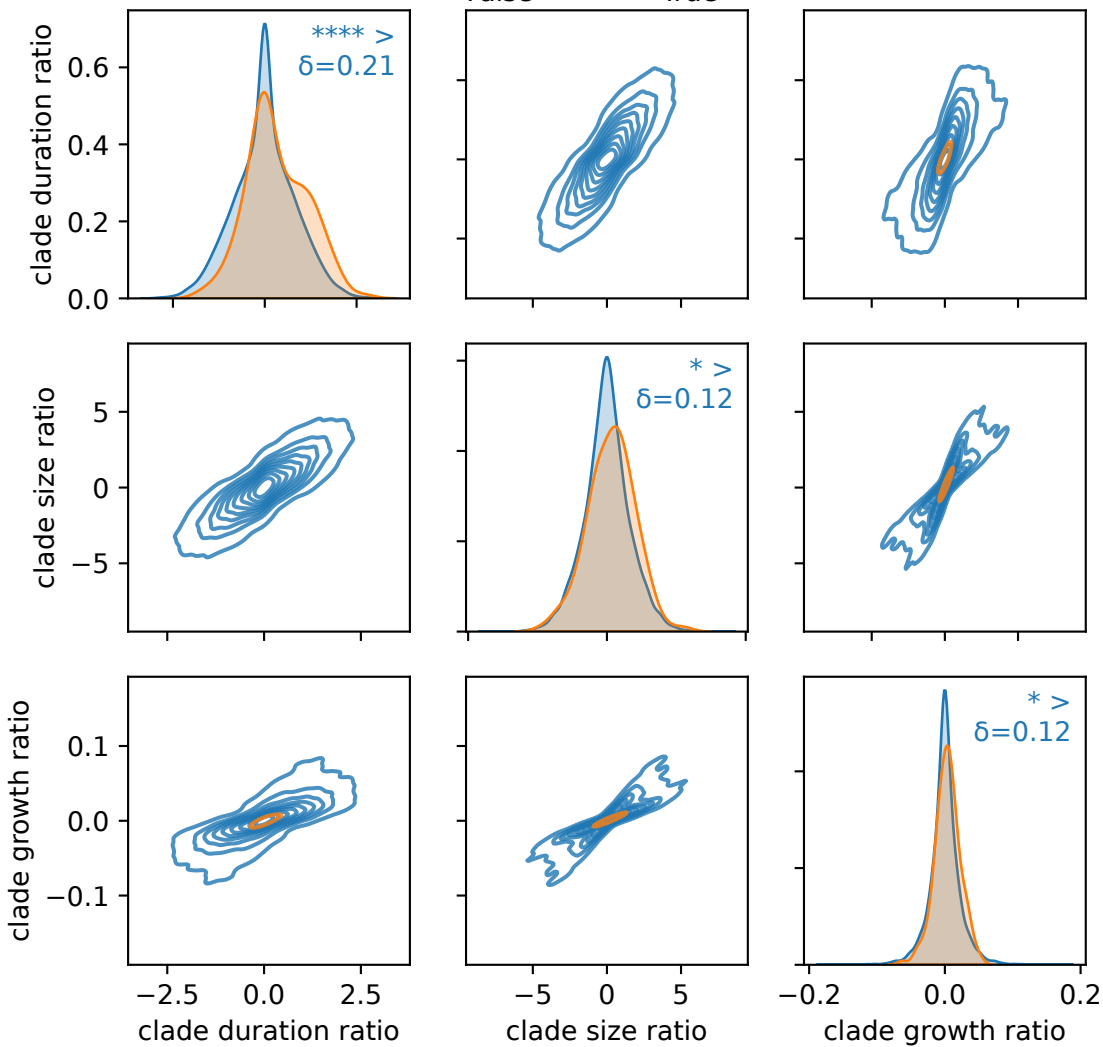 **** >
δ=0.21
clade duration ratio
0.6
0.4
0.2
0.0
* >
δ=0.12
clade size ratio
5
0
−5
* >
δ=0.12
clade growth ratio
0.1
0.0
−0.1
−2.5 0.0 2.5
−5 0 5
−0.2 0.0 0.2
clade duration ratio
clade size ratio
clade growth ratio